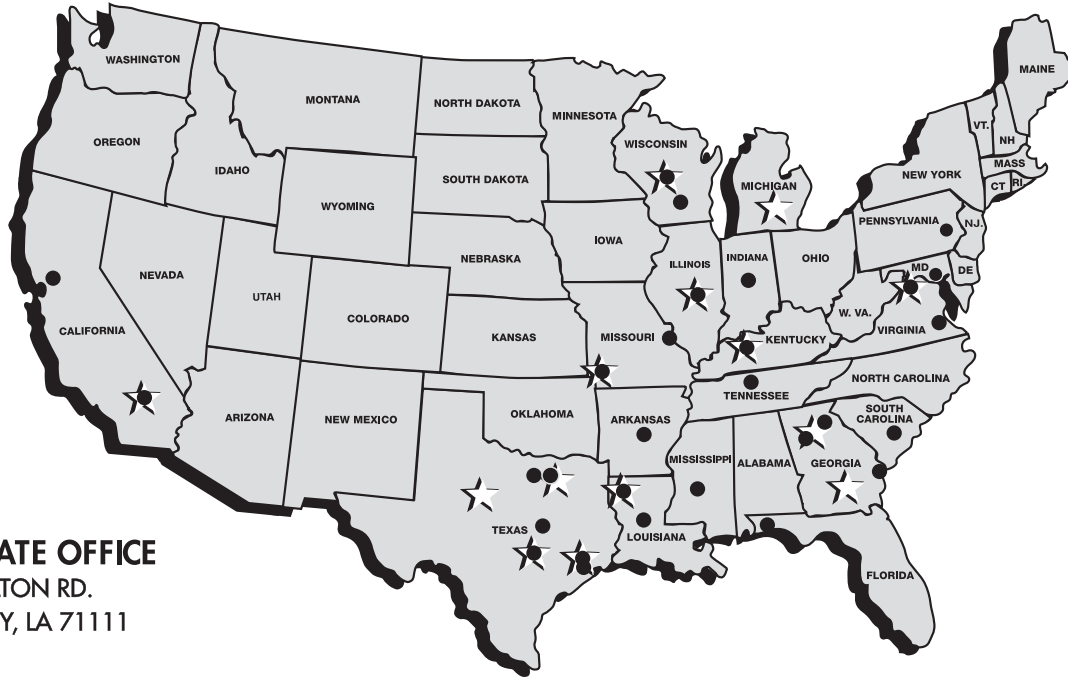 WASHINGTON
MAINE
MONTANA
NORTH DAKOTA
MINNESOTA
VT.
OREGON
WISCONSIN
NH
MASS
IDAHO
SOUTH DAKOTA
NEW YORK
MICHIGAN
CT
RI
WYOMING
PENNSYLVANIA
NJ.
IOWA
NEBRASKA
ILLINOIS
INDIANA
OHIO
NEVADA
MD
DE
UTAH
COLORADO
W. VA.
CALIFORNIA
KANSAS
MISSOURI
KENTUCKY
VIRGINIA
NORTH CAROLINA
TENNESSEE
ARIZONA
NEW MEXICO
OKLAHOMA
ARKANSAS
SOUTH
CAROLINA
MISSISSIPPI
ALABAMA
GEORGIA
TEXAS
LOUISIANA
FLORIDA
ATE OFFICE
TON RD.
Y, LA 71111